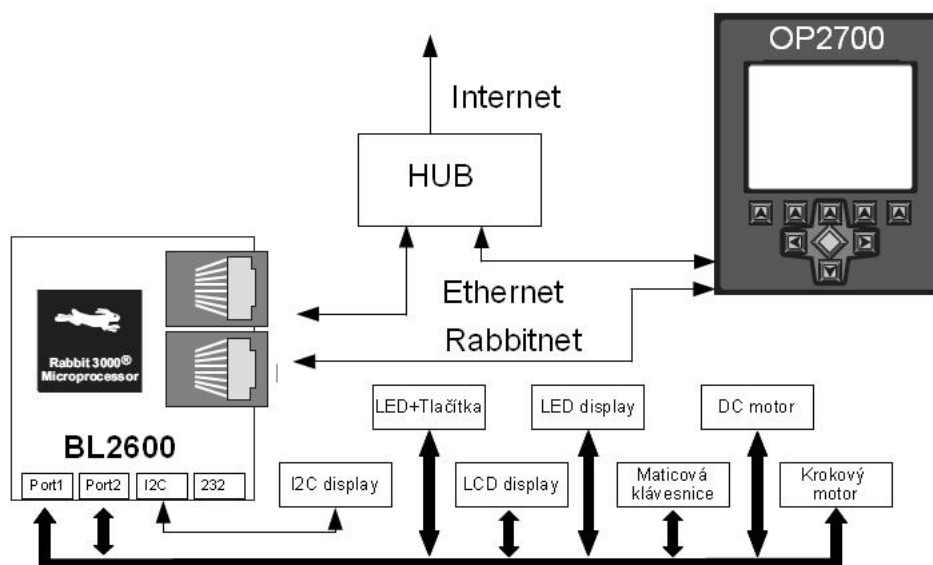 OP2700
Internet
HUB
Ethernet
Rabbitnet
Rabbit 3000®
Microprocessor
BL2600
Port1
Port2
I2C
232
I2C display
LED+Tlačítka
LCD display
LED display
Maticová
klávesnice
DC motor
Krokový
motor